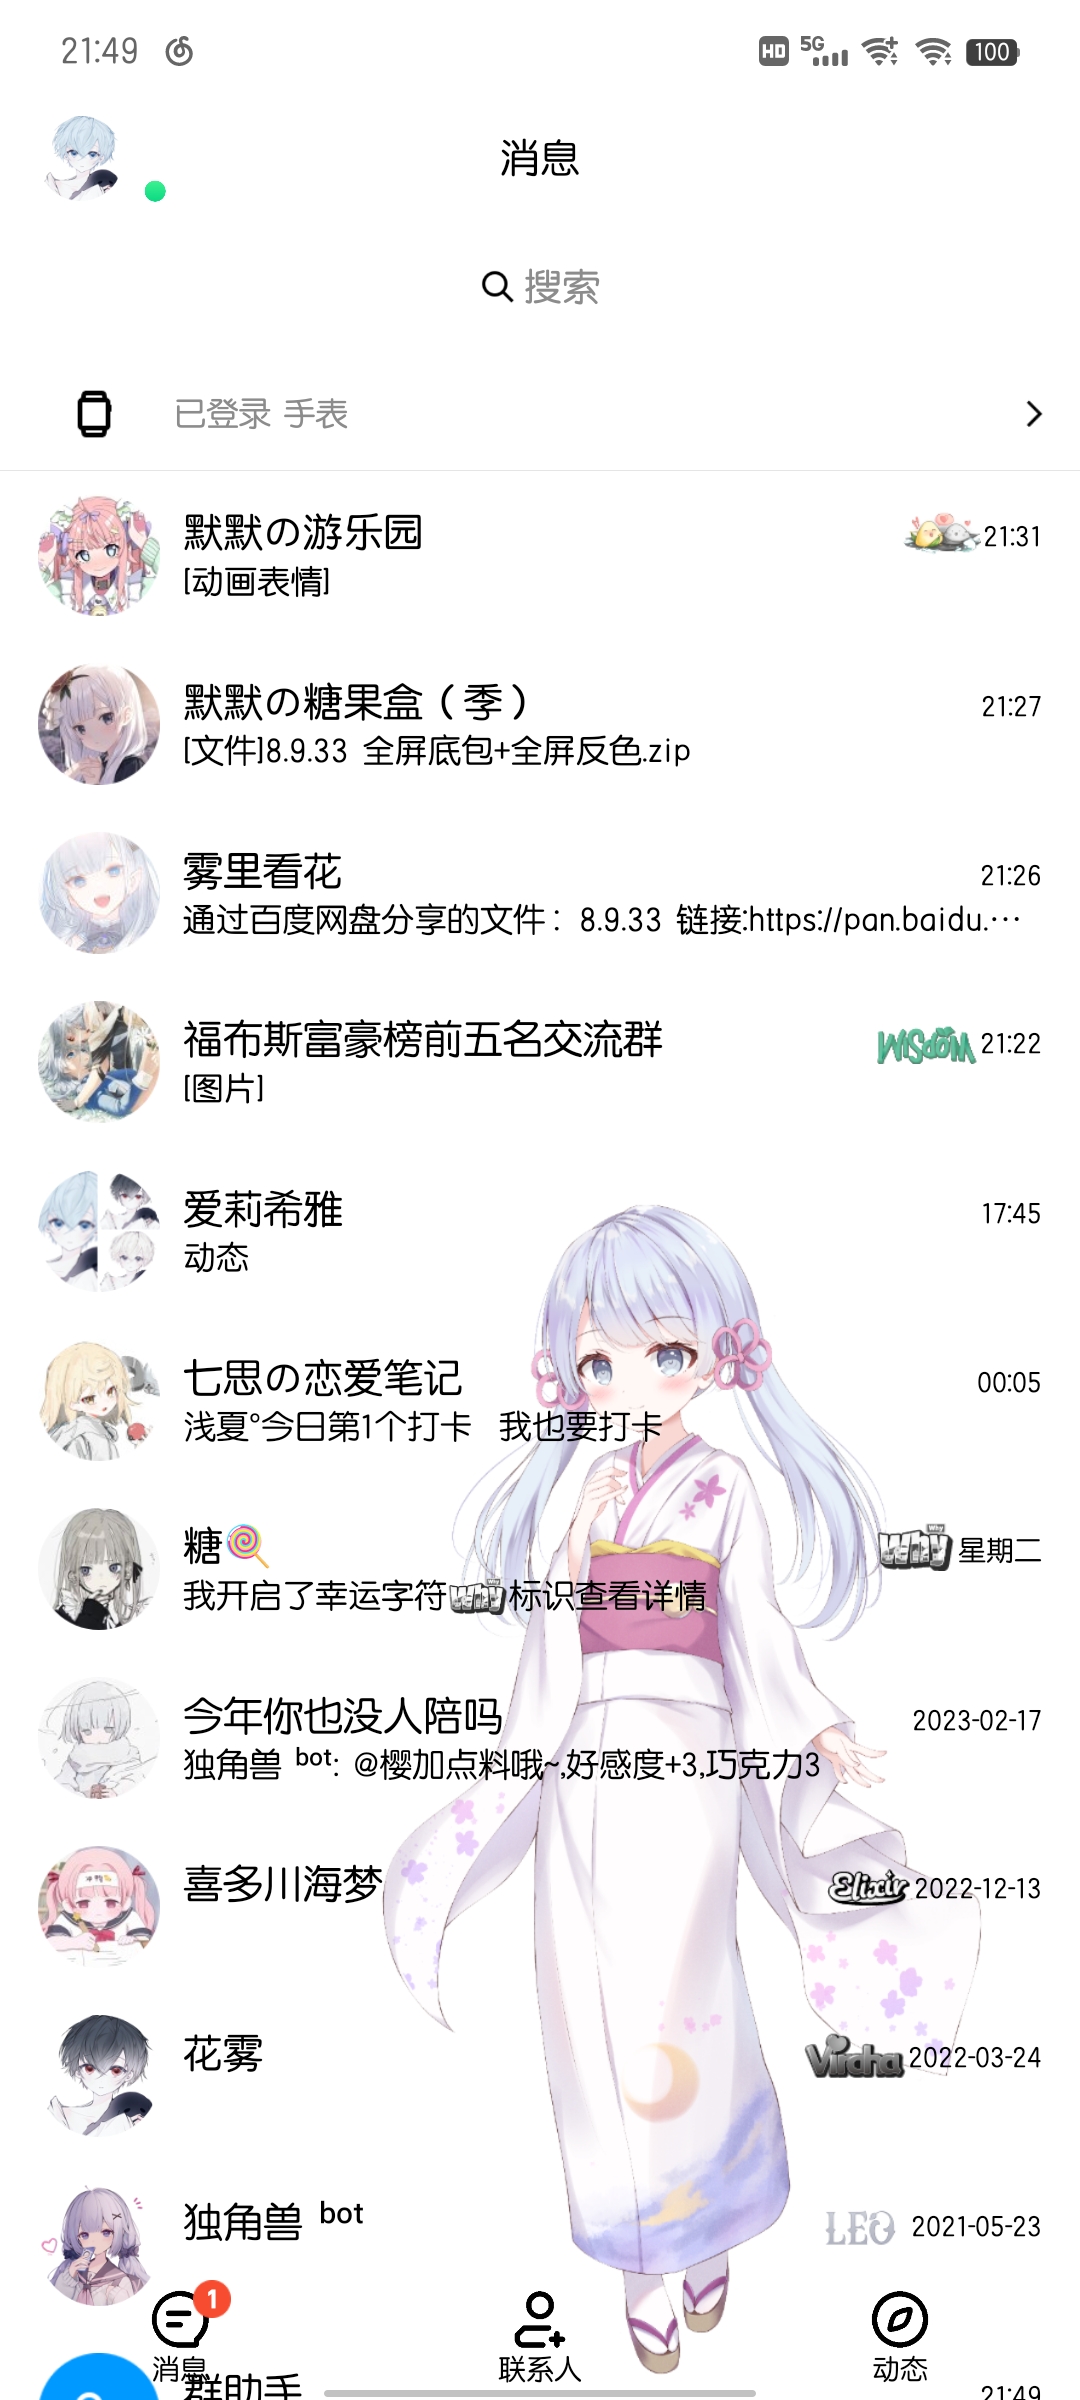 21:49
HD 5G 100
消息
搜索
已登录 手表
默默の游乐园
21:31
[动画表情]
默默の糖果盒（季）
21:27
[文件]8.9.33 全屏底包+全屏反色.zip
雾里看花
21:26
通过百度网盘分享的文件：8.9.33 链接:https://pan.baidu.…
福布斯富豪榜前五名交流群
WISdOM 21:22
[图片]
爱莉希雅
17:45
动态
七思の恋爱笔记
00:05
浅夏°今日第1个打卡 我也要打卡
糖
Why 星期二
我开启了幸运字符Why标识查看详情
今年你也没人陪吗
2023-02-17
独角兽 ᵇᵒᵗ: @樱加点料哦~,好感度+3,巧克力3
喜多川海梦
Elixir 2022-12-13
花雾
Vircha 2022-03-24
独角兽 ᵇᵒᵗ
LEO 2021-05-23
1
消息
联系人
动态
群助手
21:49